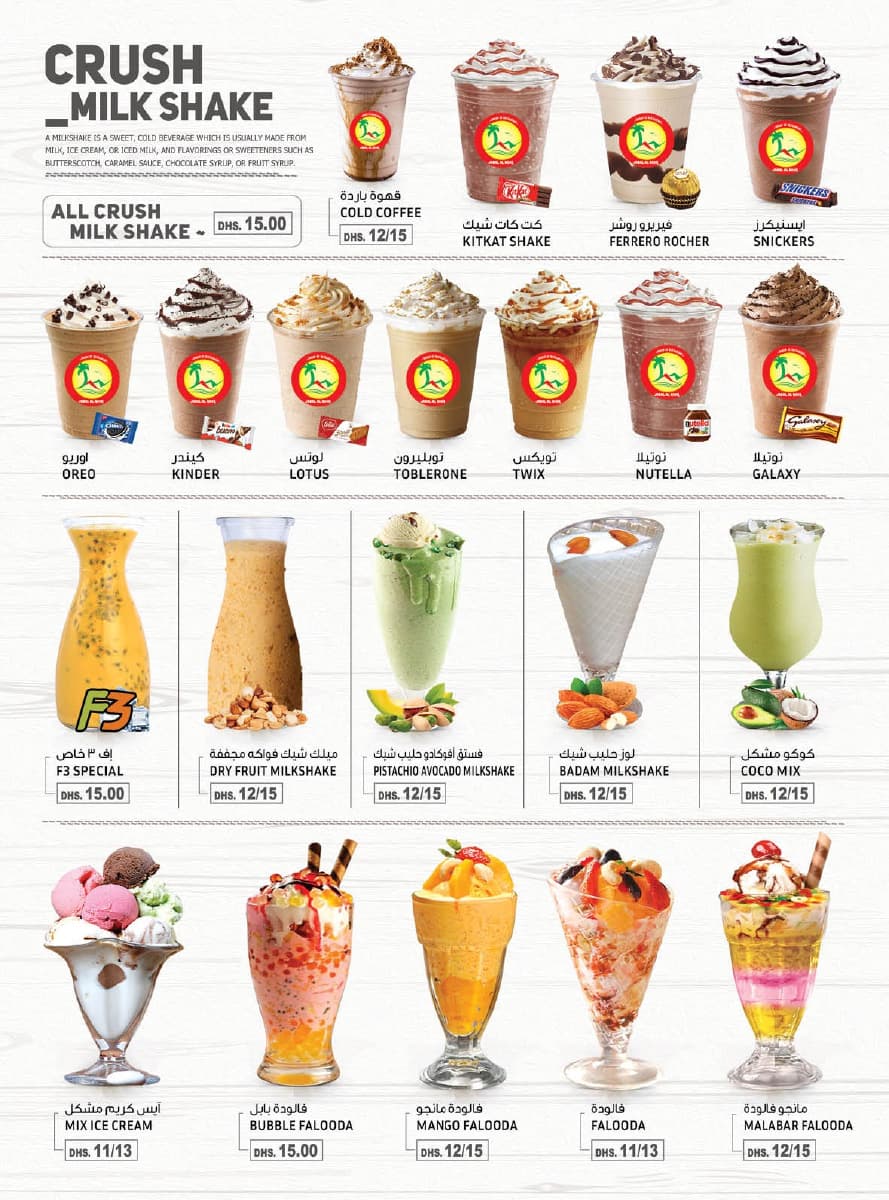 CRUSH
_MILK SHAKE
A MILKSHAKE IS A SWEET, COLD BEVERAGE WHICH IS USUALLY MADE FROM
MILK, ICE CREAM, OR ICED MILK, AND FLAVORINGS OR SWEETENERS SUCH AS
BUTTERSCOTCH, CARAMEL SAUCE, CHOCOLATE SYRUP, OR FRUIT SYRUP.
ALL CRUSH
MILK SHAKE ~ DHS. 15.00
قهوة باردة
COLD COFFEE
DHS. 12/15
KitKat
كت كات شيك
KITKAT SHAKE
فيريرو روشر
FERRERO ROCHER
SNICKERS
ايسنيكرز
SNICKERS
اوريو
OREO
كيندر
KINDER
لوتس
LOTUS
توبليرون
TOBLERONE
تويكس
TWIX
nutella
نوتيلا
NUTELLA
Galaxy
نوتيلا
GALAXY
F3
إف ٣ خاص
F3 SPECIAL
DHS. 15.00
ميلك شيك فواكه مجففة
DRY FRUIT MILKSHAKE
DHS. 12/15
فستق أفوكادو حليب شيك
PISTACHIO AVOCADO MILKSHAKE
DHS. 12/15
لوز حليب شيك
BADAM MILKSHAKE
DHS. 12/15
كوكو مشكل
COCO MIX
DHS. 12/15
آيس كريم مشكل
MIX ICE CREAM
DHS. 11/13
فالودة بابل
BUBBLE FALOODA
DHS. 15.00
فالودة مانجو
MANGO FALOODA
DHS. 12/15
فالودة
FALOODA
DHS. 11/13
مانجو فالودة
MALABAR FALOODA
DHS. 12/15